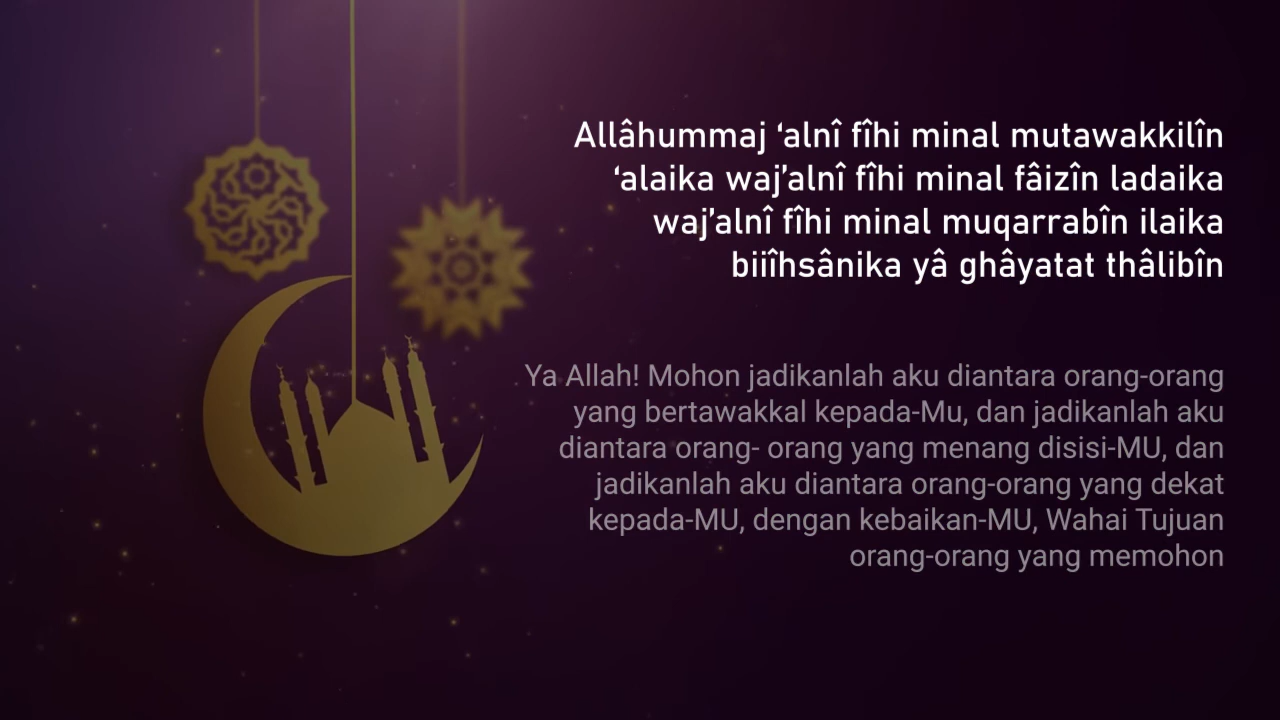 Allâhummaj ‘alnî fîhi minal mutawakkilîn
‘alaika waj’alnî fîhi minal fâizîn ladaika
waj’alnî fîhi minal muqarrabîn ilaika
biiîhsânika yâ ghâyatat thâlibîn
Ya Allah! Mohon jadikanlah aku diantara orang-orang
yang bertawakkal kepada-Mu, dan jadikanlah aku
diantara orang- orang yang menang disisi-MU, dan
jadikanlah aku diantara orang-orang yang dekat
kepada-MU, dengan kebaikan-MU, Wahai Tujuan
orang-orang yang memohon